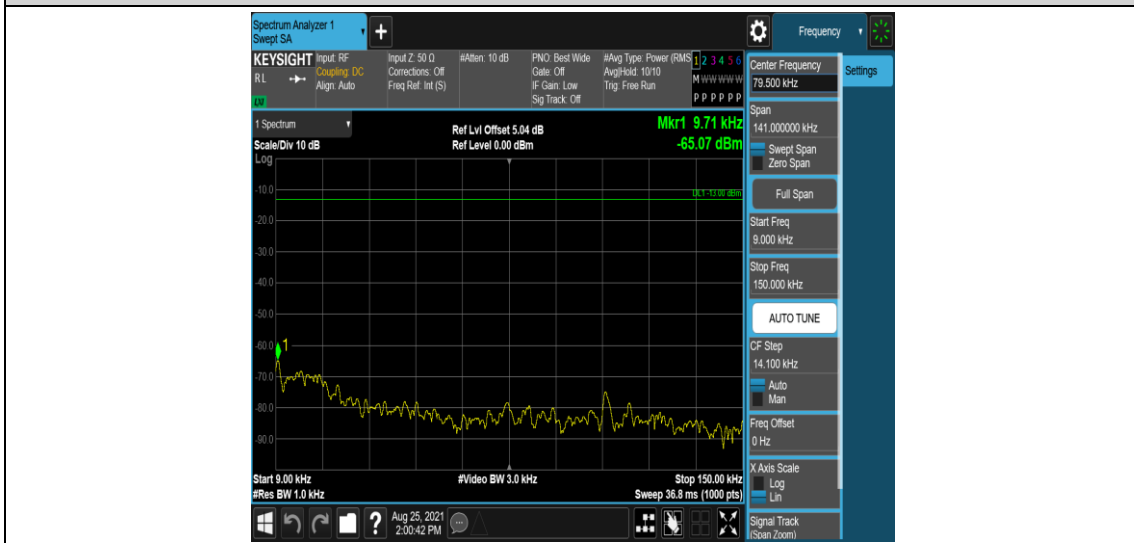 Spectrum Analyzer 1
Swept SA
+
Frequency
KEYSIGHT
RL
Input: RF
Coupling: DC
Align: Auto
Input Z: 50 Ω
Corrections: Off
Freq Ref: Int (S)
#Atten: 10 dB
PNO: Best Wide
Gate: Off
IF Gain: Low
Sig Track: Off
#Avg Type: Power (RMS
Avg|Hold: 10/10
Trig: Free Run
1 2 3 4 5 6
M W W W W W
P P P P P P
1 Spectrum
Scale/Div 10 dB
Log
Ref Lvl Offset 5.04 dB
Ref Level 0.00 dBm
Mkr1 9.71 kHz
-65.07 dBm
DL1 -13.00 dBm
-10.0
-20.0
-30.0
-40.0
-50.0
-60.0
-70.0
-80.0
-90.0
1
Start 9.00 kHz
#Res BW 1.0 kHz
#Video BW 3.0 kHz
Stop 150.00 kHz
Sweep 36.8 ms (1000 pts)
Center Frequency
79.500 kHz
Settings
Span
141.000000 kHz
Swept Span
Zero Span
Full Span
Start Freq
9.000 kHz
Stop Freq
150.000 kHz
AUTO TUNE
CF Step
14.100 kHz
Auto
Man
Freq Offset
0 Hz
X Axis Scale
Log
Lin
Signal Track
(Span Zoom)
?
Aug 25, 2021
2:00:42 PM